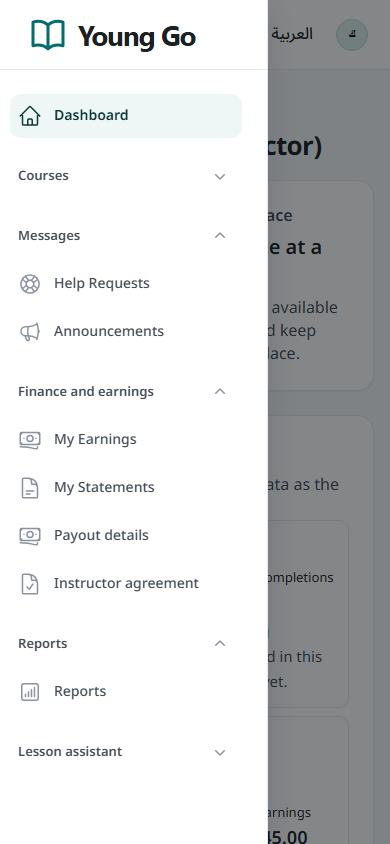 Young Go
العربية
ك
Dashboard
ctor)
Courses
ace
Messages
e at a
Help Requests
available
Announcements
d keep
lace.
Finance and earnings
My Earnings
My Statements
ata as the
Payout details
Instructor agreement
ompletions
Reports
d in this
Reports
yet.
Lesson assistant
arnings
45.00